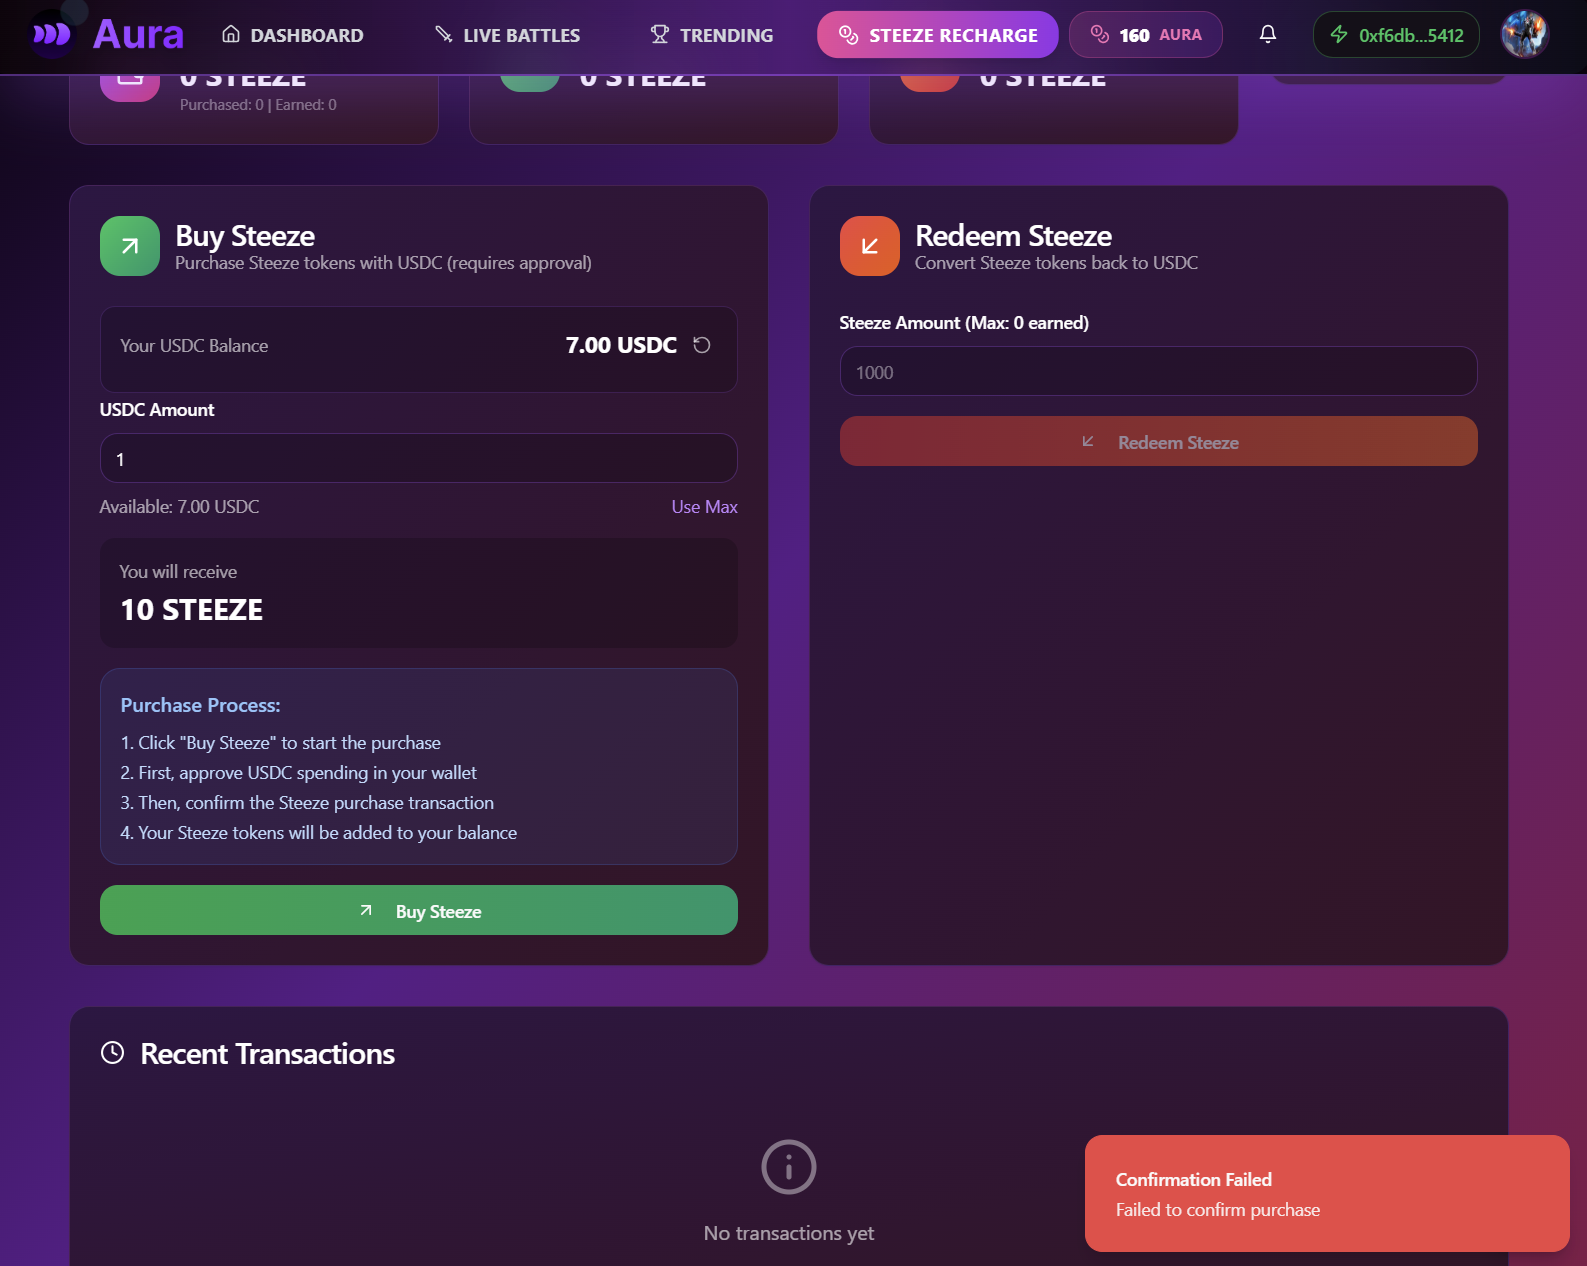 Aura
DASHBOARD
LIVE BATTLES
TRENDING
STEEZE RECHARGE
160 AURA
0xf6db...5412
0 STEEZE
Purchased: 0 | Earned: 0
0 STEEZE
0 STEEZE
Buy Steeze
Purchase Steeze tokens with USDC (requires approval)
Your USDC Balance
7.00 USDC
USDC Amount
1
Available: 7.00 USDC
Use Max
You will receive
10 STEEZE
Purchase Process:
1. Click "Buy Steeze" to start the purchase
2. First, approve USDC spending in your wallet
3. Then, confirm the Steeze purchase transaction
4. Your Steeze tokens will be added to your balance
Buy Steeze
Redeem Steeze
Convert Steeze tokens back to USDC
Steeze Amount (Max: 0 earned)
1000
Redeem Steeze
Recent Transactions
No transactions yet
Confirmation Failed
Failed to confirm purchase